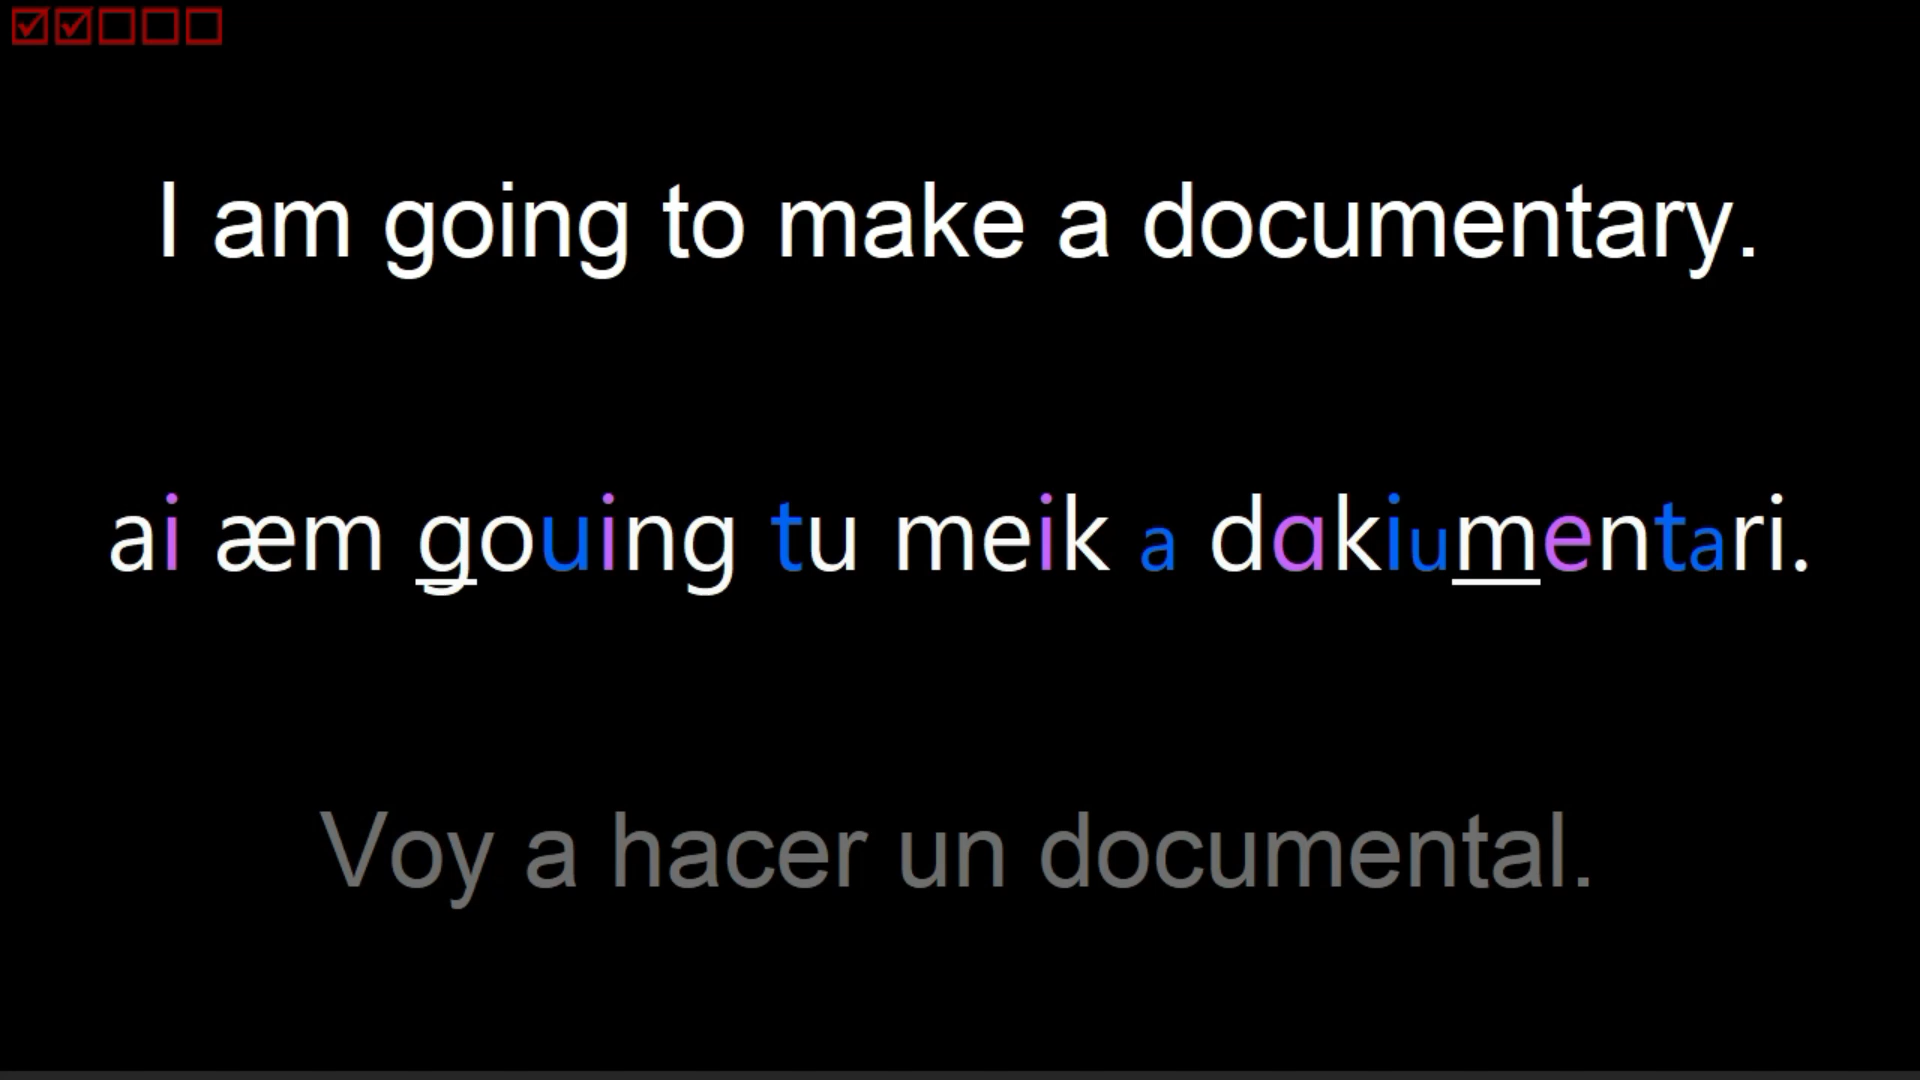 I am going to make a documentary.
ai æm gouing tu meik a dɑkiumentari.
Voy a hacer un documental.